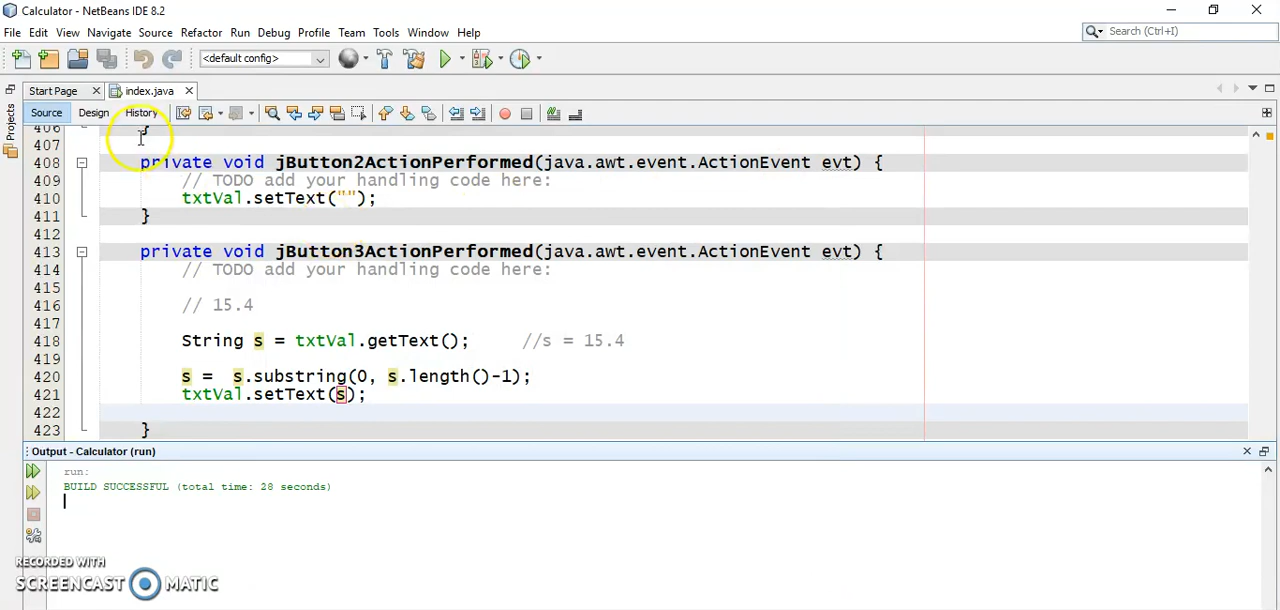 Calculator - NetBeans IDE 8.2
File Edit View Navigate Source Refactor Run Debug Profile Team Tools Window Help
Search (Ctrl+I)
<default config>
Start Page index.java
Projects
Source Design History
406 }
407
408 private void jButton2ActionPerformed(java.awt.event.ActionEvent evt) {
409 // TODO add your handling code here:
410 txtVal.setText("");
411 }
412
413 private void jButton3ActionPerformed(java.awt.event.ActionEvent evt) {
414 // TODO add your handling code here:
415
416 // 15.4
417
418 String s = txtVal.getText(); //s = 15.4
419
420 s = s.substring(0, s.length()-1);
421 txtVal.setText(s);
422
423 }
Output - Calculator (run)
run:
BUILD SUCCESSFUL (total time: 28 seconds)
RECORDED WITH
SCREENCAST MATIC